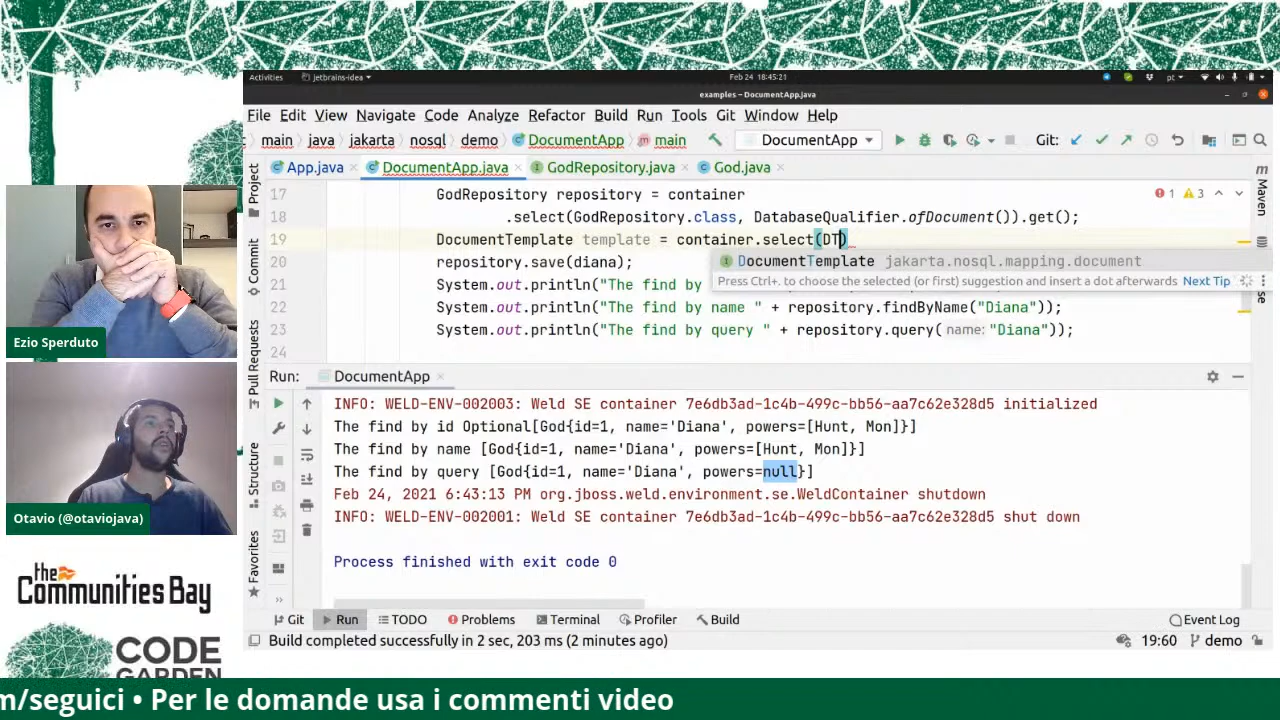 Activities
jetbrains-idea
Feb 24 18:45:21
pt
examples – DocumentApp.java
File Edit View Navigate Code Analyze Refactor Build Run Tools Git Window Help
main java jakarta nosql demo DocumentApp main
DocumentApp
Git:
App.java DocumentApp.java GodRepository.java God.java
17 GodRepository repository = container
18 .select(GodRepository.class, DatabaseQualifier.ofDocument()).get();
19 DocumentTemplate template = container.select(DT)
20 repository.save(diana);
21 System.out.println("The find by
22 System.out.println("The find by name " + repository.findByName("Diana"));
23 System.out.println("The find by query " + repository.query( name: "Diana"));
24
1 3
DocumentTemplate jakarta.nosql.mapping.document
Press Ctrl+. to choose the selected (or first) suggestion and insert a dot afterwards Next Tip
Project
Commit
Pull Requests
Structure
Favorites
Maven
Run: DocumentApp
INFO: WELD-ENV-002003: Weld SE container 7e6db3ad-1c4b-499c-bb56-aa7c62e328d5 initialized
The find by id Optional[God{id=1, name='Diana', powers=[Hunt, Mon]}]
The find by name [God{id=1, name='Diana', powers=[Hunt, Mon]}]
The find by query [God{id=1, name='Diana', powers=null}]
Feb 24, 2021 6:43:13 PM org.jboss.weld.environment.se.WeldContainer shutdown
INFO: WELD-ENV-002001: Weld SE container 7e6db3ad-1c4b-499c-bb56-aa7c62e328d5 shut down
Process finished with exit code 0
Git Run TODO Problems Terminal Profiler Build Event Log
Build completed successfully in 2 sec, 203 ms (2 minutes ago)
19:60 demo
Ezio Sperduto
Otavio (@otaviojava)
the
Communities Bay
CODE
GARDEN
m/seguici • Per le domande usa i commenti video